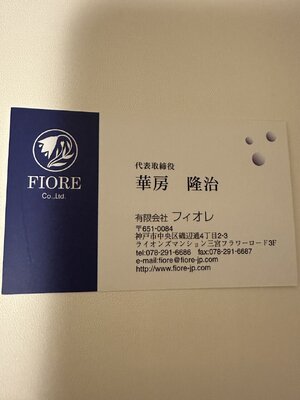 FIORE
Co.,Ltd.
代表取締役
華房 隆治
有限会社 フィオレ
〒651-0084
神戸市中央区磯辺通4丁目2-3
ライオンズマンション三宮フラワーロード3F
tel:078-291-6686 fax:078-291-6667
e-mail:fiore@fiore-jp.com
http://www.fiore-jp.com